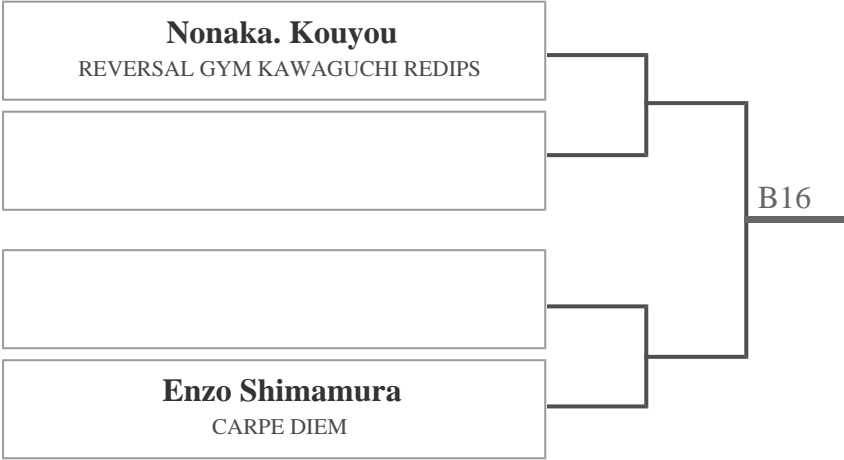 Nonaka. Kouyou
REVERSAL GYM KAWAGUCHI REDIPS
B16
Enzo Shimamura
CARPE DIEM